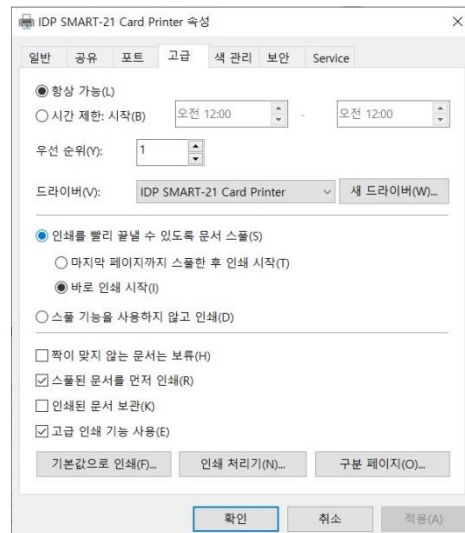 IDP SMART-21 Card Printer 속성
일반 공유 포트 고급 색 관리 보안 Service
항상 가능(L)
시간 제한: 시작(B) 오전 12:00 - 오전 12:00
우선 순위(Y): 1
드라이버(V): IDP SMART-21 Card Printer 새 드라이버(W)...
인쇄를 빨리 끝낼 수 있도록 문서 스풀(S)
마지막 페이지까지 스풀한 후 인쇄 시작(T)
바로 인쇄 시작(I)
스풀 기능을 사용하지 않고 인쇄(D)
짝이 맞지 않는 문서는 보류(H)
스풀된 문서를 먼저 인쇄(R)
인쇄된 문서 보관(K)
고급 인쇄 기능 사용(E)
기본값으로 인쇄(F)... 인쇄 처리기(N)... 구분 페이지(O)...
확인 취소 적용(A)